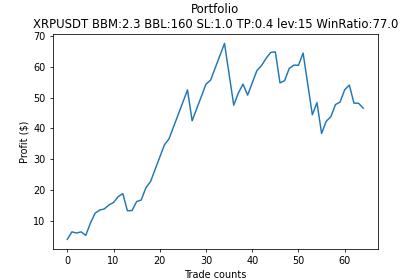 Portfolio
XRPUSDT BBM:2.3 BBL:160 SL:1.0 TP:0.4 lev:15 WinRatio:77.0
70
60
50
40
30
20
10
Profit ($)
0 10 20 30 40 50 60
Trade counts